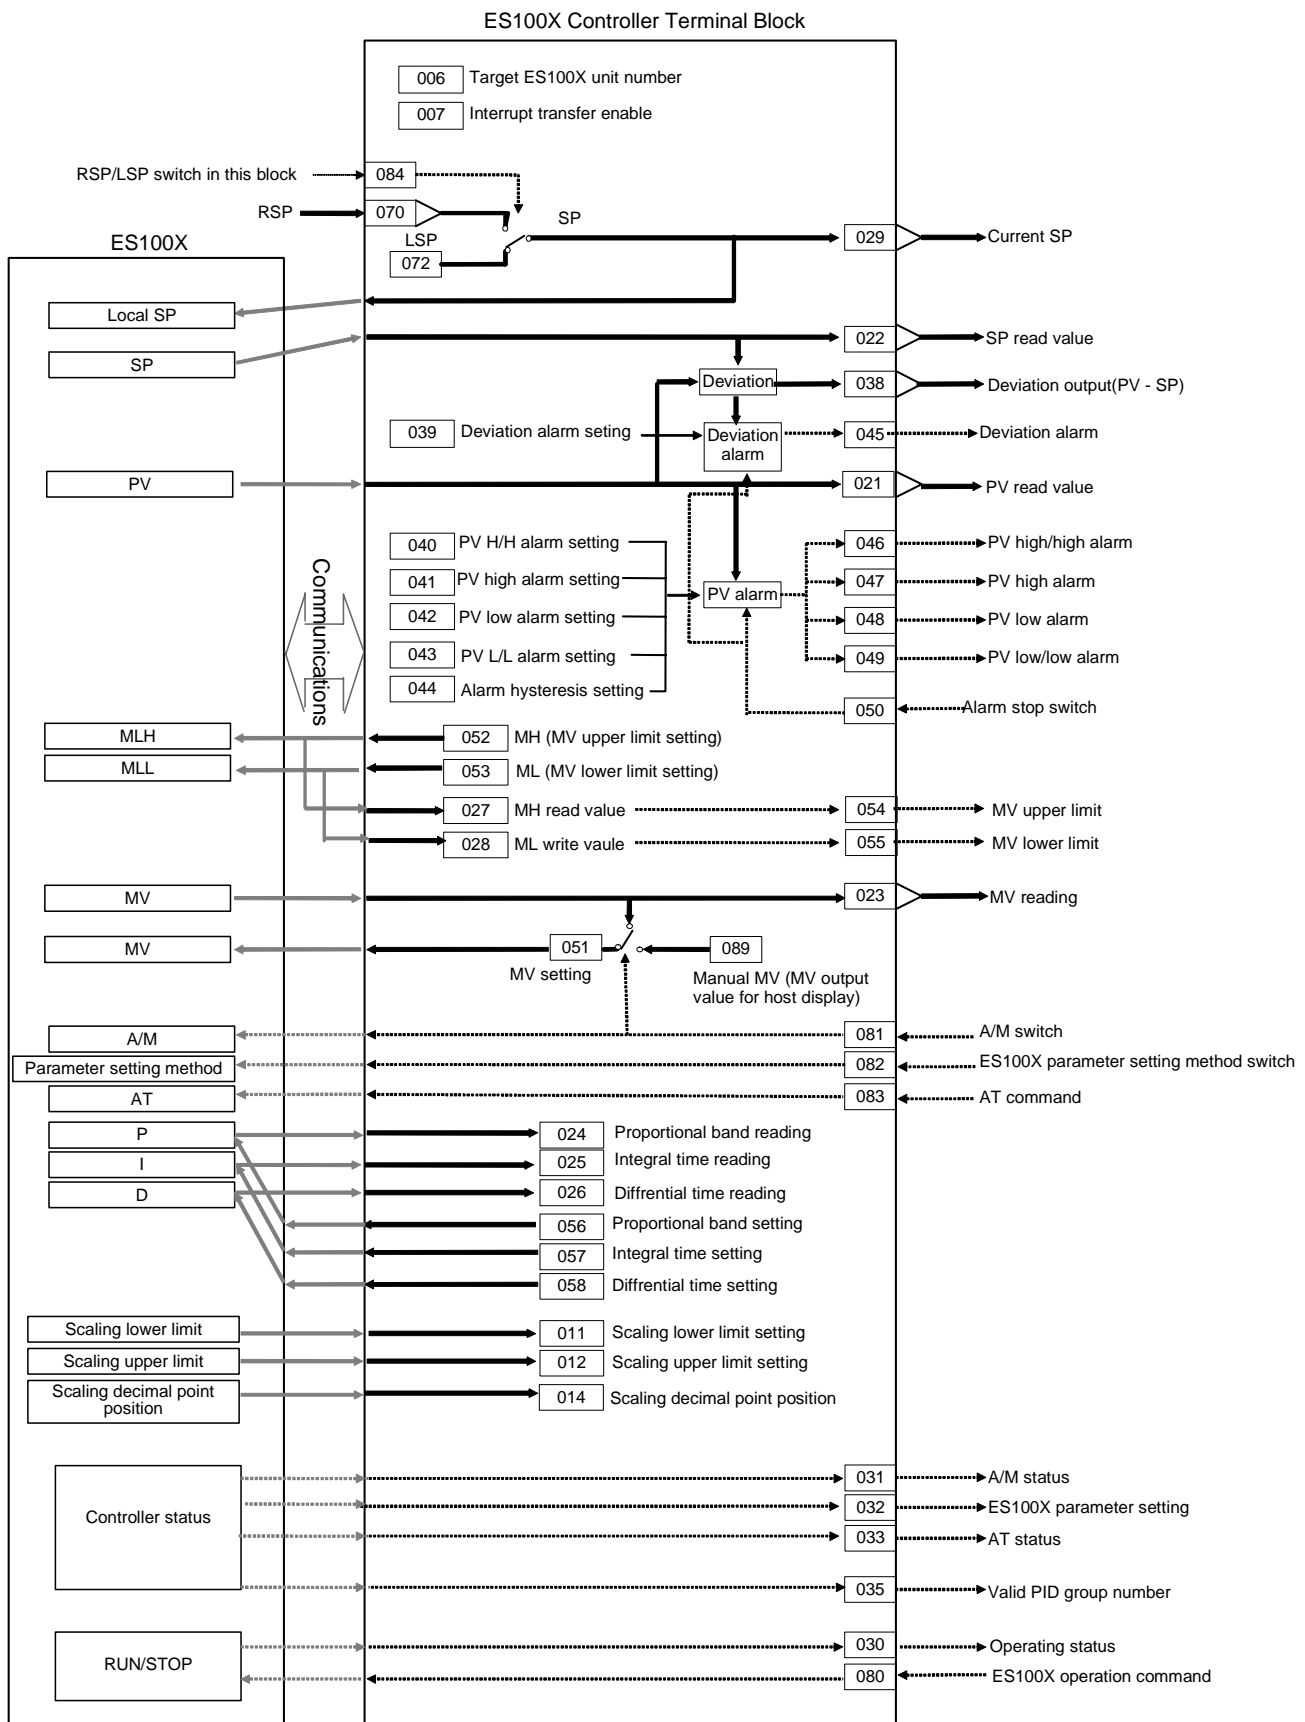 ES100X Controller Terminal Block
006 Target ES100X unit number
007 Interrupt transfer enable
RSP/LSP switch in this block 084
RSP 070
SP
LSP
072
029 Current SP
ES100X
Local SP
SP
022 SP read value
Deviation 038 Deviation output(PV - SP)
039 Deviation alarm seting
Deviation
alarm
045 Deviation alarm
PV
021 PV read value
040 PV H/H alarm setting
041 PV high alarm setting
042 PV low alarm setting
043 PV L/L alarm setting
044 Alarm hysteresis setting
PV alarm
046 PV high/high alarm
047 PV high alarm
048 PV low alarm
049 PV low/low alarm
050 Alarm stop switch
Communications
MLH 052 MH (MV upper limit setting)
MLL 053 ML (MV lower limit setting)
027 MH read value 054 MV upper limit
028 ML write vaule 055 MV lower limit
MV 023 MV reading
MV 051 089
MV setting
Manual MV (MV output
value for host display)
A/M 081 A/M switch
Parameter setting method 082 ES100X parameter setting method switch
AT 083 AT command
P 024 Proportional band reading
I 025 Integral time reading
D 026 Diffrential time reading
056 Proportional band setting
057 Integral time setting
058 Diffrential time setting
Scaling lower limit 011 Scaling lower limit setting
Scaling upper limit 012 Scaling upper limit setting
Scaling decimal point
position
014 Scaling decimal point position
Controller status
031 A/M status
032 ES100X parameter setting
033 AT status
035 Valid PID group number
RUN/STOP
030 Operating status
080 ES100X operation command